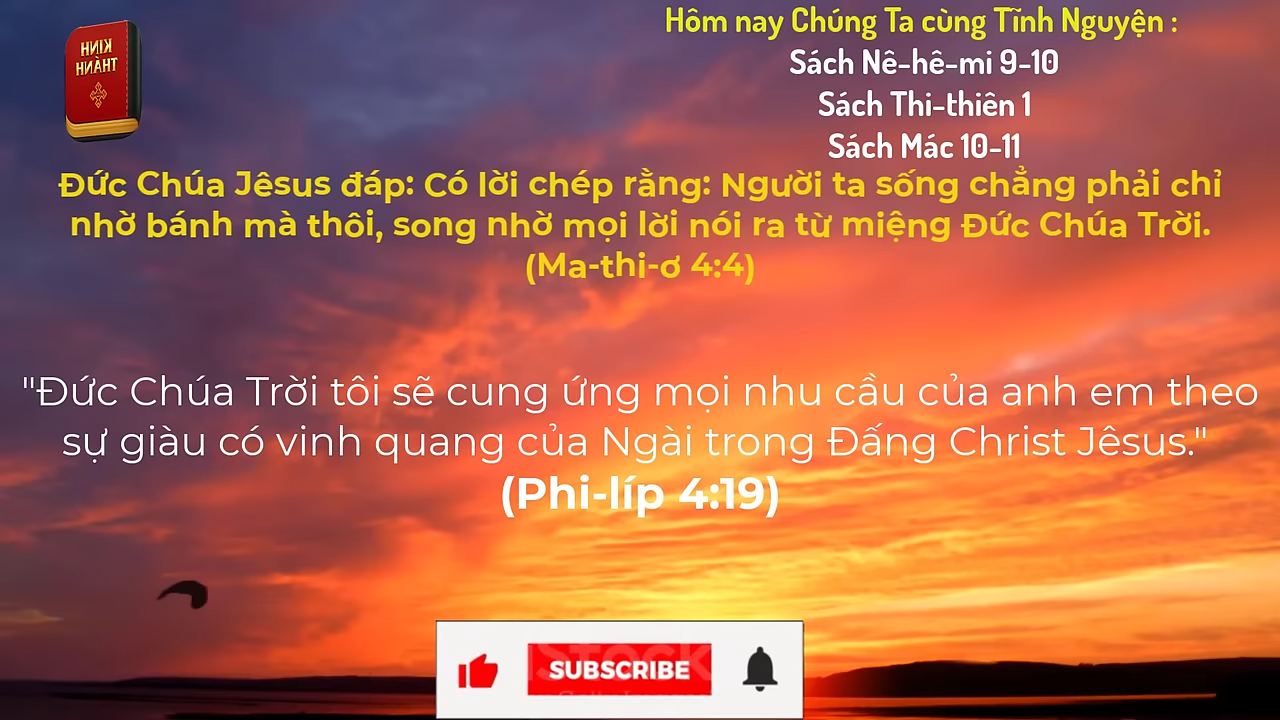 KINH
THÁNH
Hôm nay Chúng Ta cùng Tĩnh Nguyện :
Sách Nê-hê-mi 9-10
Sách Thi-thiên 1
Sách Mác 10-11
Đức Chúa Jêsus đáp: Có lời chép rằng: Người ta sống chẳng phải chỉ
nhờ bánh mà thôi, song nhờ mọi lời nói ra từ miệng Đức Chúa Trời.
(Ma-thi-ơ 4:4)
"Đức Chúa Trời tôi sẽ cung ứng mọi nhu cầu của anh em theo
sự giàu có vinh quang của Ngài trong Đấng Christ Jêsus."
(Phi-líp 4:19)
SUBSCRIBE